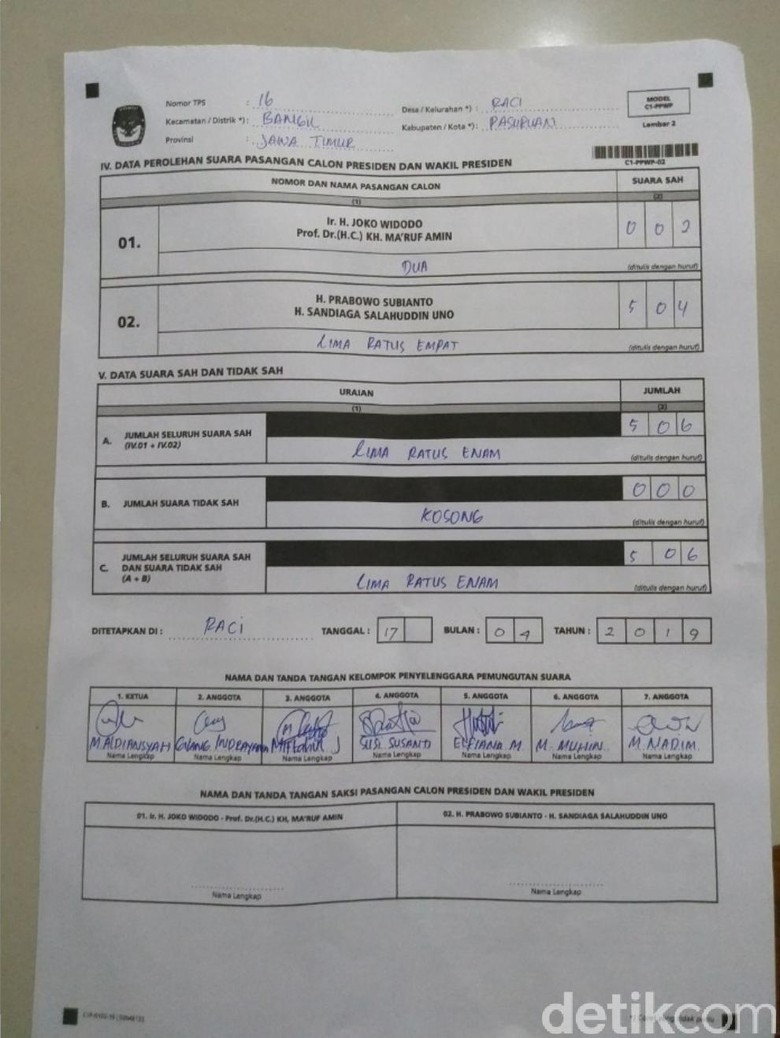 Nomor TPS : 16
Kecamatan / Distrik *) : BANGIL
Provinsi : JAWA TIMUR
Desa / Kelurahan *) : RACI
Kabupaten / Kota *) : PASURUAN
MODEL
C1-PPWP
Lembar 2
C1-PPWP-02
IV. DATA PEROLEHAN SUARA PASANGAN CALON PRESIDEN DAN WAKIL PRESIDEN
NOMOR DAN NAMA PASANGAN CALON
SUARA SAH
(1)
(2)
01.
Ir. H. JOKO WIDODO
Prof. Dr.(H.C.) KH. MA'RUF AMIN
0 0 2
DUA
(ditulis dengan huruf)
02.
H. PRABOWO SUBIANTO
H. SANDIAGA SALAHUDDIN UNO
5 0 4
LIMA RATUS EMPAT
(ditulis dengan huruf)
V. DATA SUARA SAH DAN TIDAK SAH
URAIAN
JUMLAH
(1)
(2)
A. JUMLAH SELURUH SUARA SAH
(IV.01 + IV.02)
5 0 6
LIMA RATUS ENAM
(ditulis dengan huruf)
B. JUMLAH SUARA TIDAK SAH
0 0 0
KOSONG
(ditulis dengan huruf)
C. JUMLAH SELURUH SUARA SAH
DAN SUARA TIDAK SAH
(A + B)
5 0 6
LIMA RATUS ENAM
(ditulis dengan huruf)
DITETAPKAN DI : RACI TANGGAL : 17 BULAN : 0 4 TAHUN : 2 0 1 9
NAMA DAN TANDA TANGAN KELOMPOK PENYELENGGARA PEMUNGUTAN SUARA
1. KETUA
2. ANGGOTA
3. ANGGOTA
4. ANGGOTA
5. ANGGOTA
6. ANGGOTA
7. ANGGOTA
M. ALDIANSYAH
GILANG INDRAYANA
SUSI SUSANTI
M. MUHIN
M. NADIM
Nama Lengkap
Nama Lengkap
Nama Lengkap
Nama Lengkap
Nama Lengkap
Nama Lengkap
Nama Lengkap
NAMA DAN TANDA TANGAN SAKSI PASANGAN CALON PRESIDEN DAN WAKIL PRESIDEN
01. Ir. H. JOKO WIDODO - Prof. Dr.(H.C.) KH, MA'RUF AMIN
02. H. PRABOWO SUBIANTO - H. SANDIAGA SALAHUDDIN UNO
Nama Lengkap
Nama Lengkap
detikcom